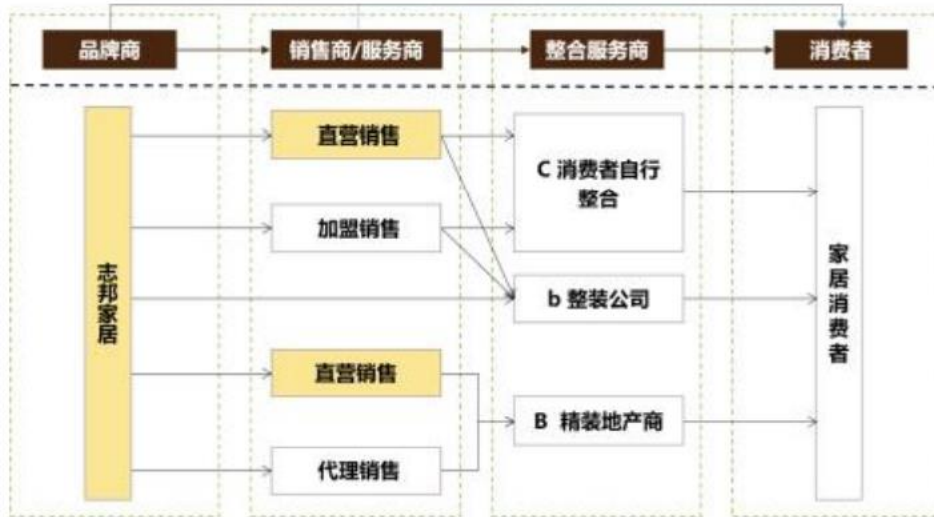 品牌商
销售商/服务商
整合服务商
消费者
志邦家居
直营销售
加盟销售
直营销售
代理销售
C 消费者自行
整合
b 整装公司
B 精装地产商
家居消费者